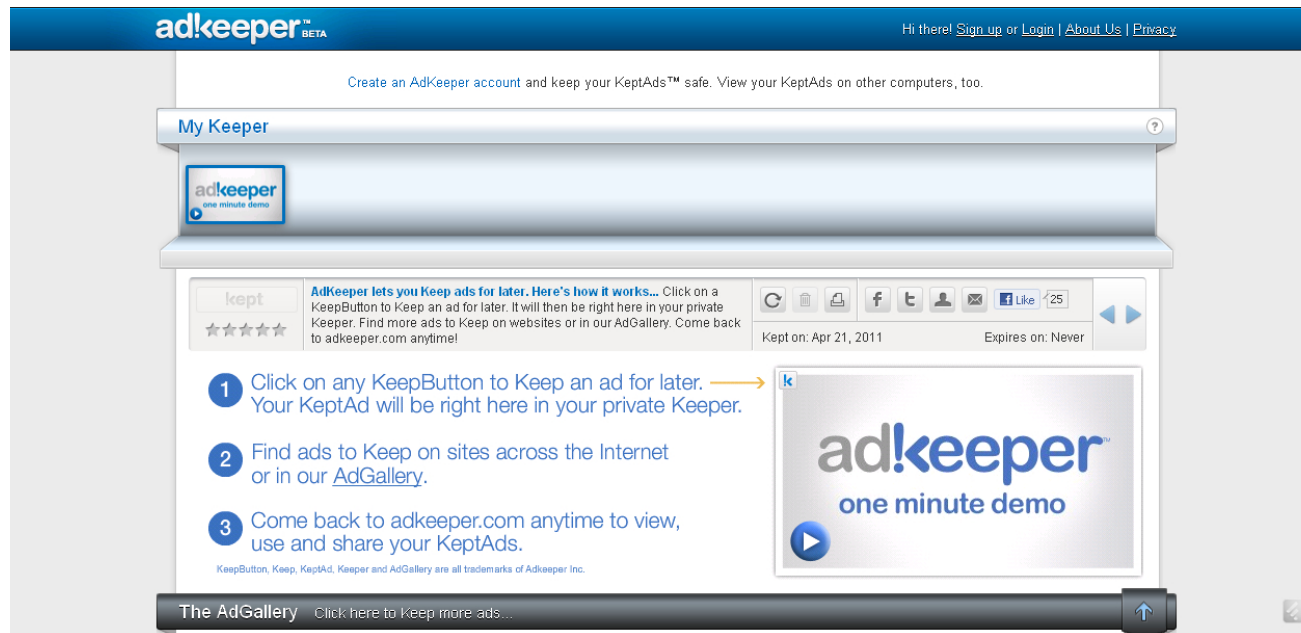 ad!keeper™ BETA
Hi there! Sign up or Login | About Us | Privacy
Create an AdKeeper account and keep your KeptAds™ safe. View your KeptAds on other computers, too.
My Keeper
?
ad!keeper
one minute demo
kept
AdKeeper lets you Keep ads for later. Here's how it works... Click on a
KeepButton to Keep an ad for later. It will then be right here in your private
Keeper. Find more ads to Keep on websites or in our AdGallery. Come back
to adkeeper.com anytime!
f t Like 25
Kept on: Apr 21, 2011 Expires on: Never
1 Click on any KeepButton to Keep an ad for later.
Your KeptAd will be right here in your private Keeper.
2 Find ads to Keep on sites across the Internet
or in our AdGallery.
3 Come back to adkeeper.com anytime to view,
use and share your KeptAds.
KeepButton, Keep, KeptAd, Keeper and AdGallery are all trademarks of Adkeeper Inc.
k
ad!keeper™
one minute demo
The AdGallery Click here to Keep more ads...